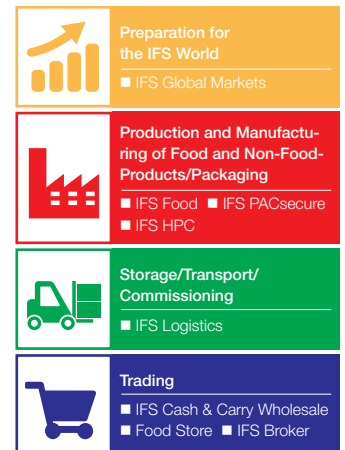 Preparation for
the IFS World
■ IFS Global Markets
Production and Manufactu-
ring of Food and Non-Food-
Products/Packaging
■ IFS Food ■ IFS PACsecure
■ IFS HPC
Storage/Transport/
Commissioning
■ IFS Logistics
Trading
■ IFS Cash & Carry Wholesale
■ Food Store ■ IFS Broker